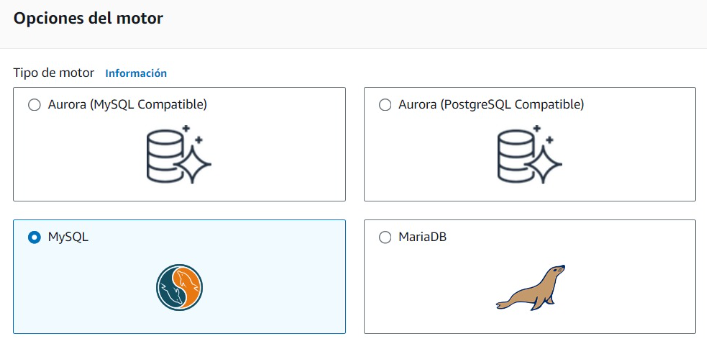 Opciones del motor
Tipo de motor Información
Aurora (MySQL Compatible)
Aurora (PostgreSQL Compatible)
MySQL
MariaDB